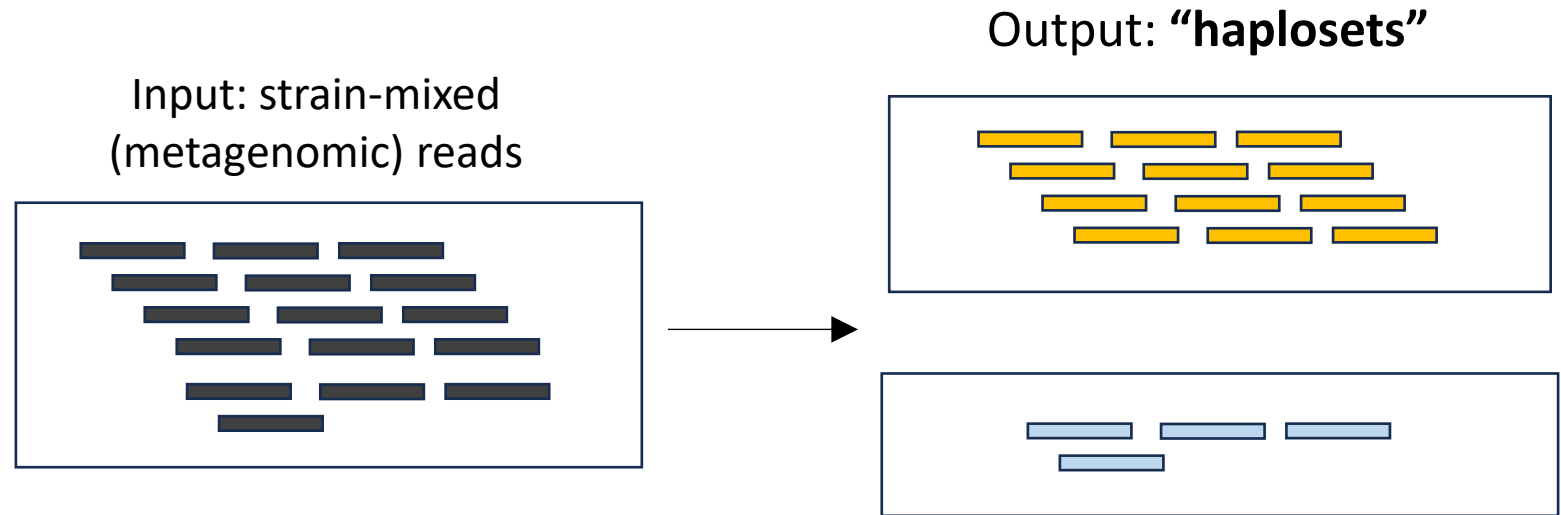 Input: strain-mixed
(metagenomic) reads
Output: “haplosets”